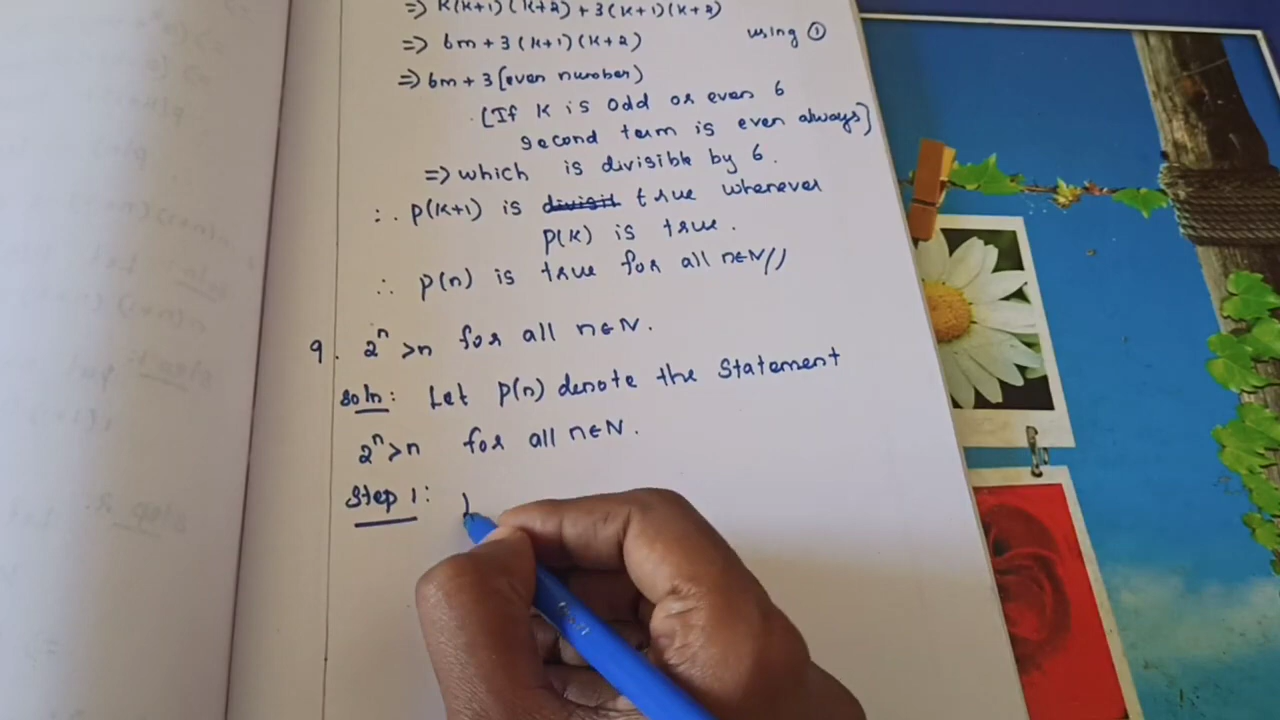 => K(K+1)(K+2) + 3(K+1)(K+2)
=> 6m + 3(K+1)(K+2) using ①
=> 6m + 3 [even number)
[If K is odd or even 6
second term is even always]
=> which is divisible by 6.
∴ P(K+1) is divisil true whenever
P(K) is true.
∴ P(n) is true for all n∈N//
9. 2ⁿ >n for all n∈N.
Soln: Let P(n) denote the Statement
2ⁿ>n for all n∈N.
Step 1: